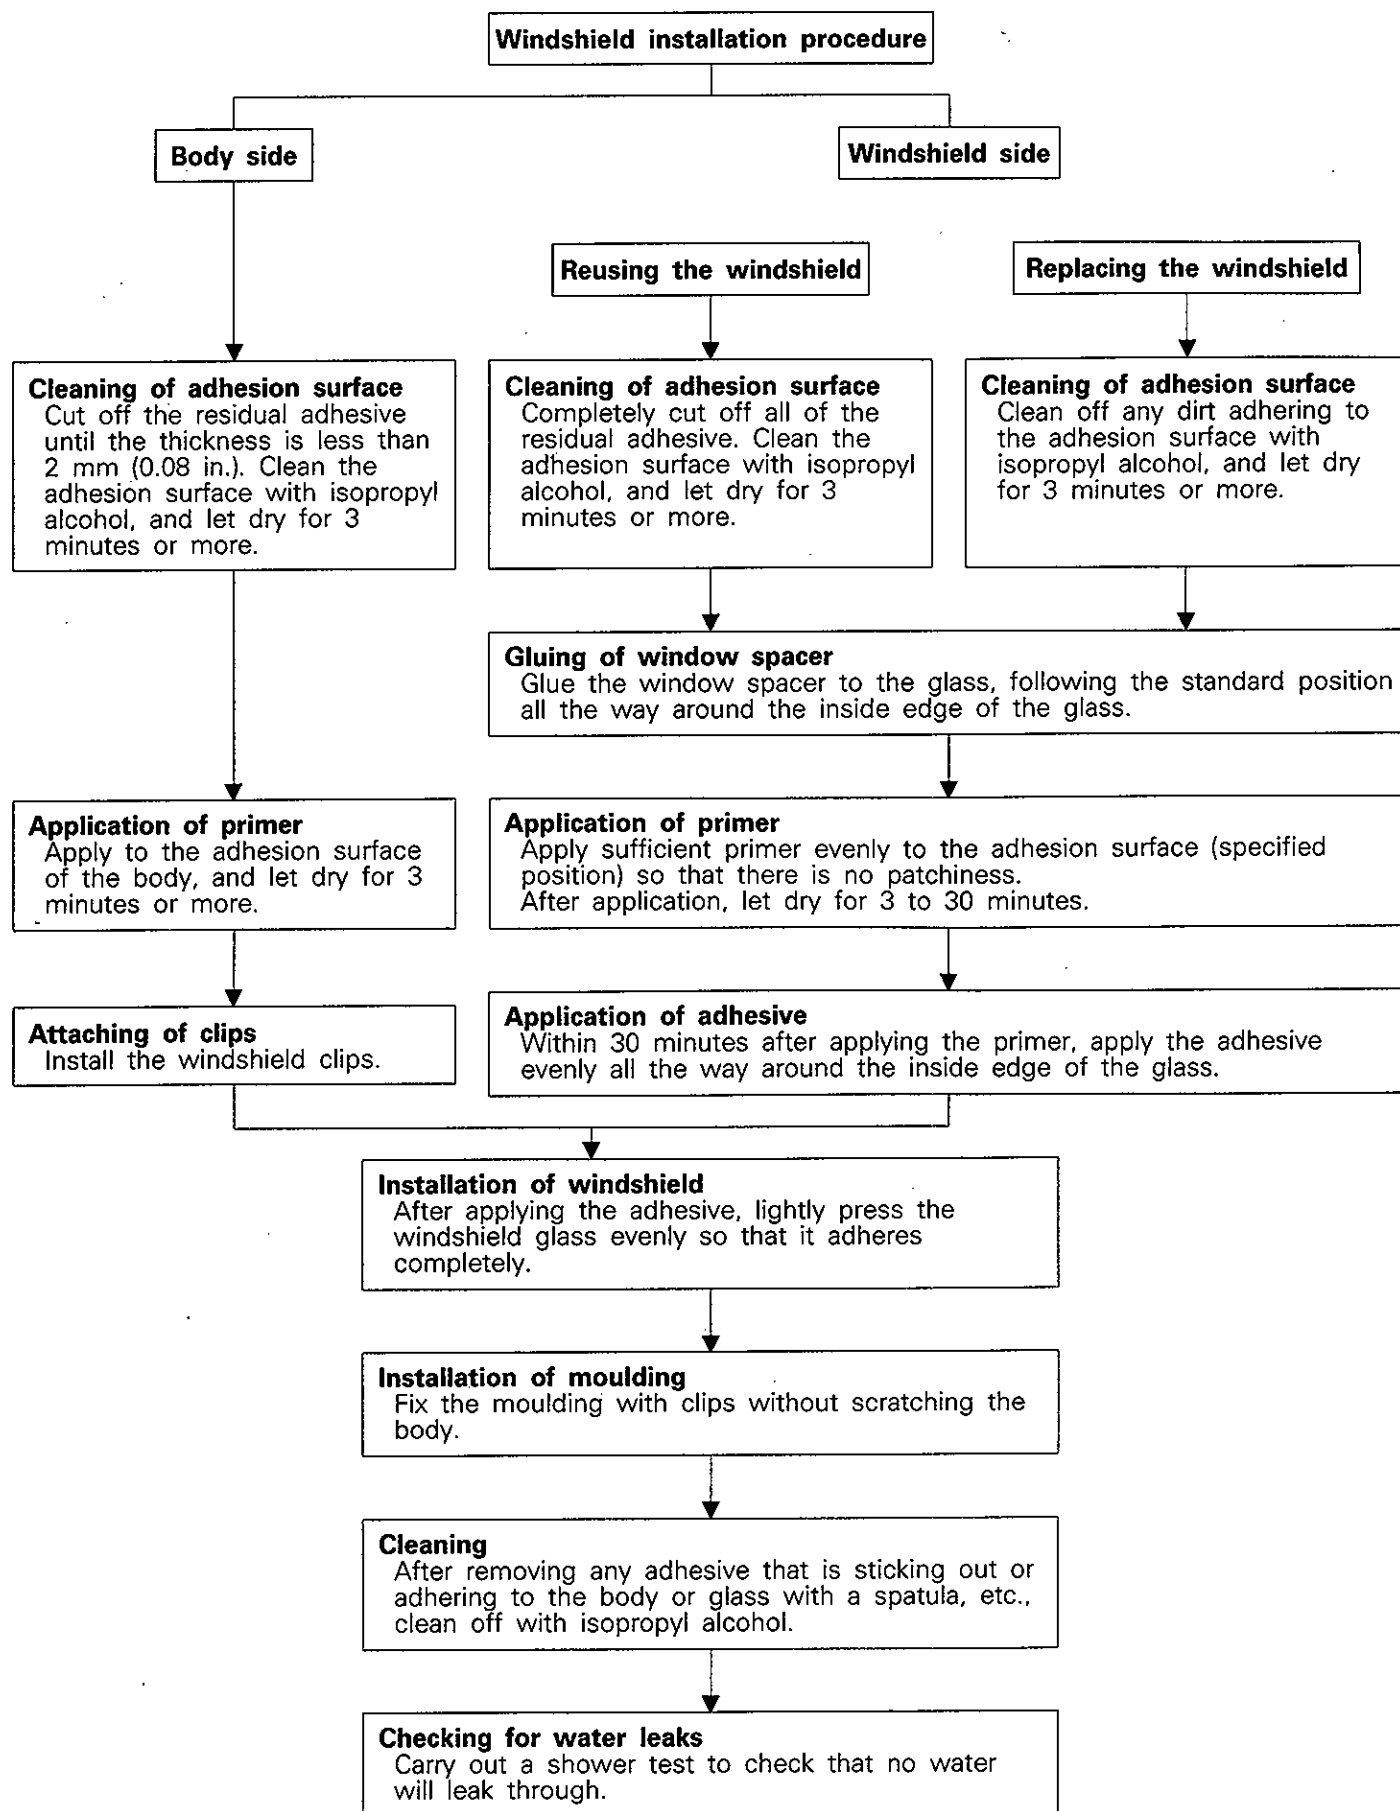 Windshield installation procedure
Body side
Windshield side
Reusing the windshield
Replacing the windshield
Cleaning of adhesion surface
Cut off the residual adhesive
until the thickness is less than
2 mm (0.08 in.). Clean the
adhesion surface with isopropyl
alcohol, and let dry for 3
minutes or more.
Cleaning of adhesion surface
Completely cut off all of the
residual adhesive. Clean the
adhesion surface with isopropyl
alcohol, and let dry for 3
minutes or more.
Cleaning of adhesion surface
Clean off any dirt adhering to
the adhesion surface with
isopropyl alcohol, and let dry
for 3 minutes or more.
Gluing of window spacer
Glue the window spacer to the glass, following the standard position
all the way around the inside edge of the glass.
Application of primer
Apply to the adhesion surface
of the body, and let dry for 3
minutes or more.
Application of primer
Apply sufficient primer evenly to the adhesion surface (specified
position) so that there is no patchiness.
After application, let dry for 3 to 30 minutes.
Attaching of clips
Install the windshield clips.
Application of adhesive
Within 30 minutes after applying the primer, apply the adhesive
evenly all the way around the inside edge of the glass.
Installation of windshield
After applying the adhesive, lightly press the
windshield glass evenly so that it adheres
completely.
Installation of moulding
Fix the moulding with clips without scratching the
body.
Cleaning
After removing any adhesive that is sticking out or
adhering to the body or glass with a spatula, etc.,
clean off with isopropyl alcohol.
Checking for water leaks
Carry out a shower test to check that no water
will leak through.